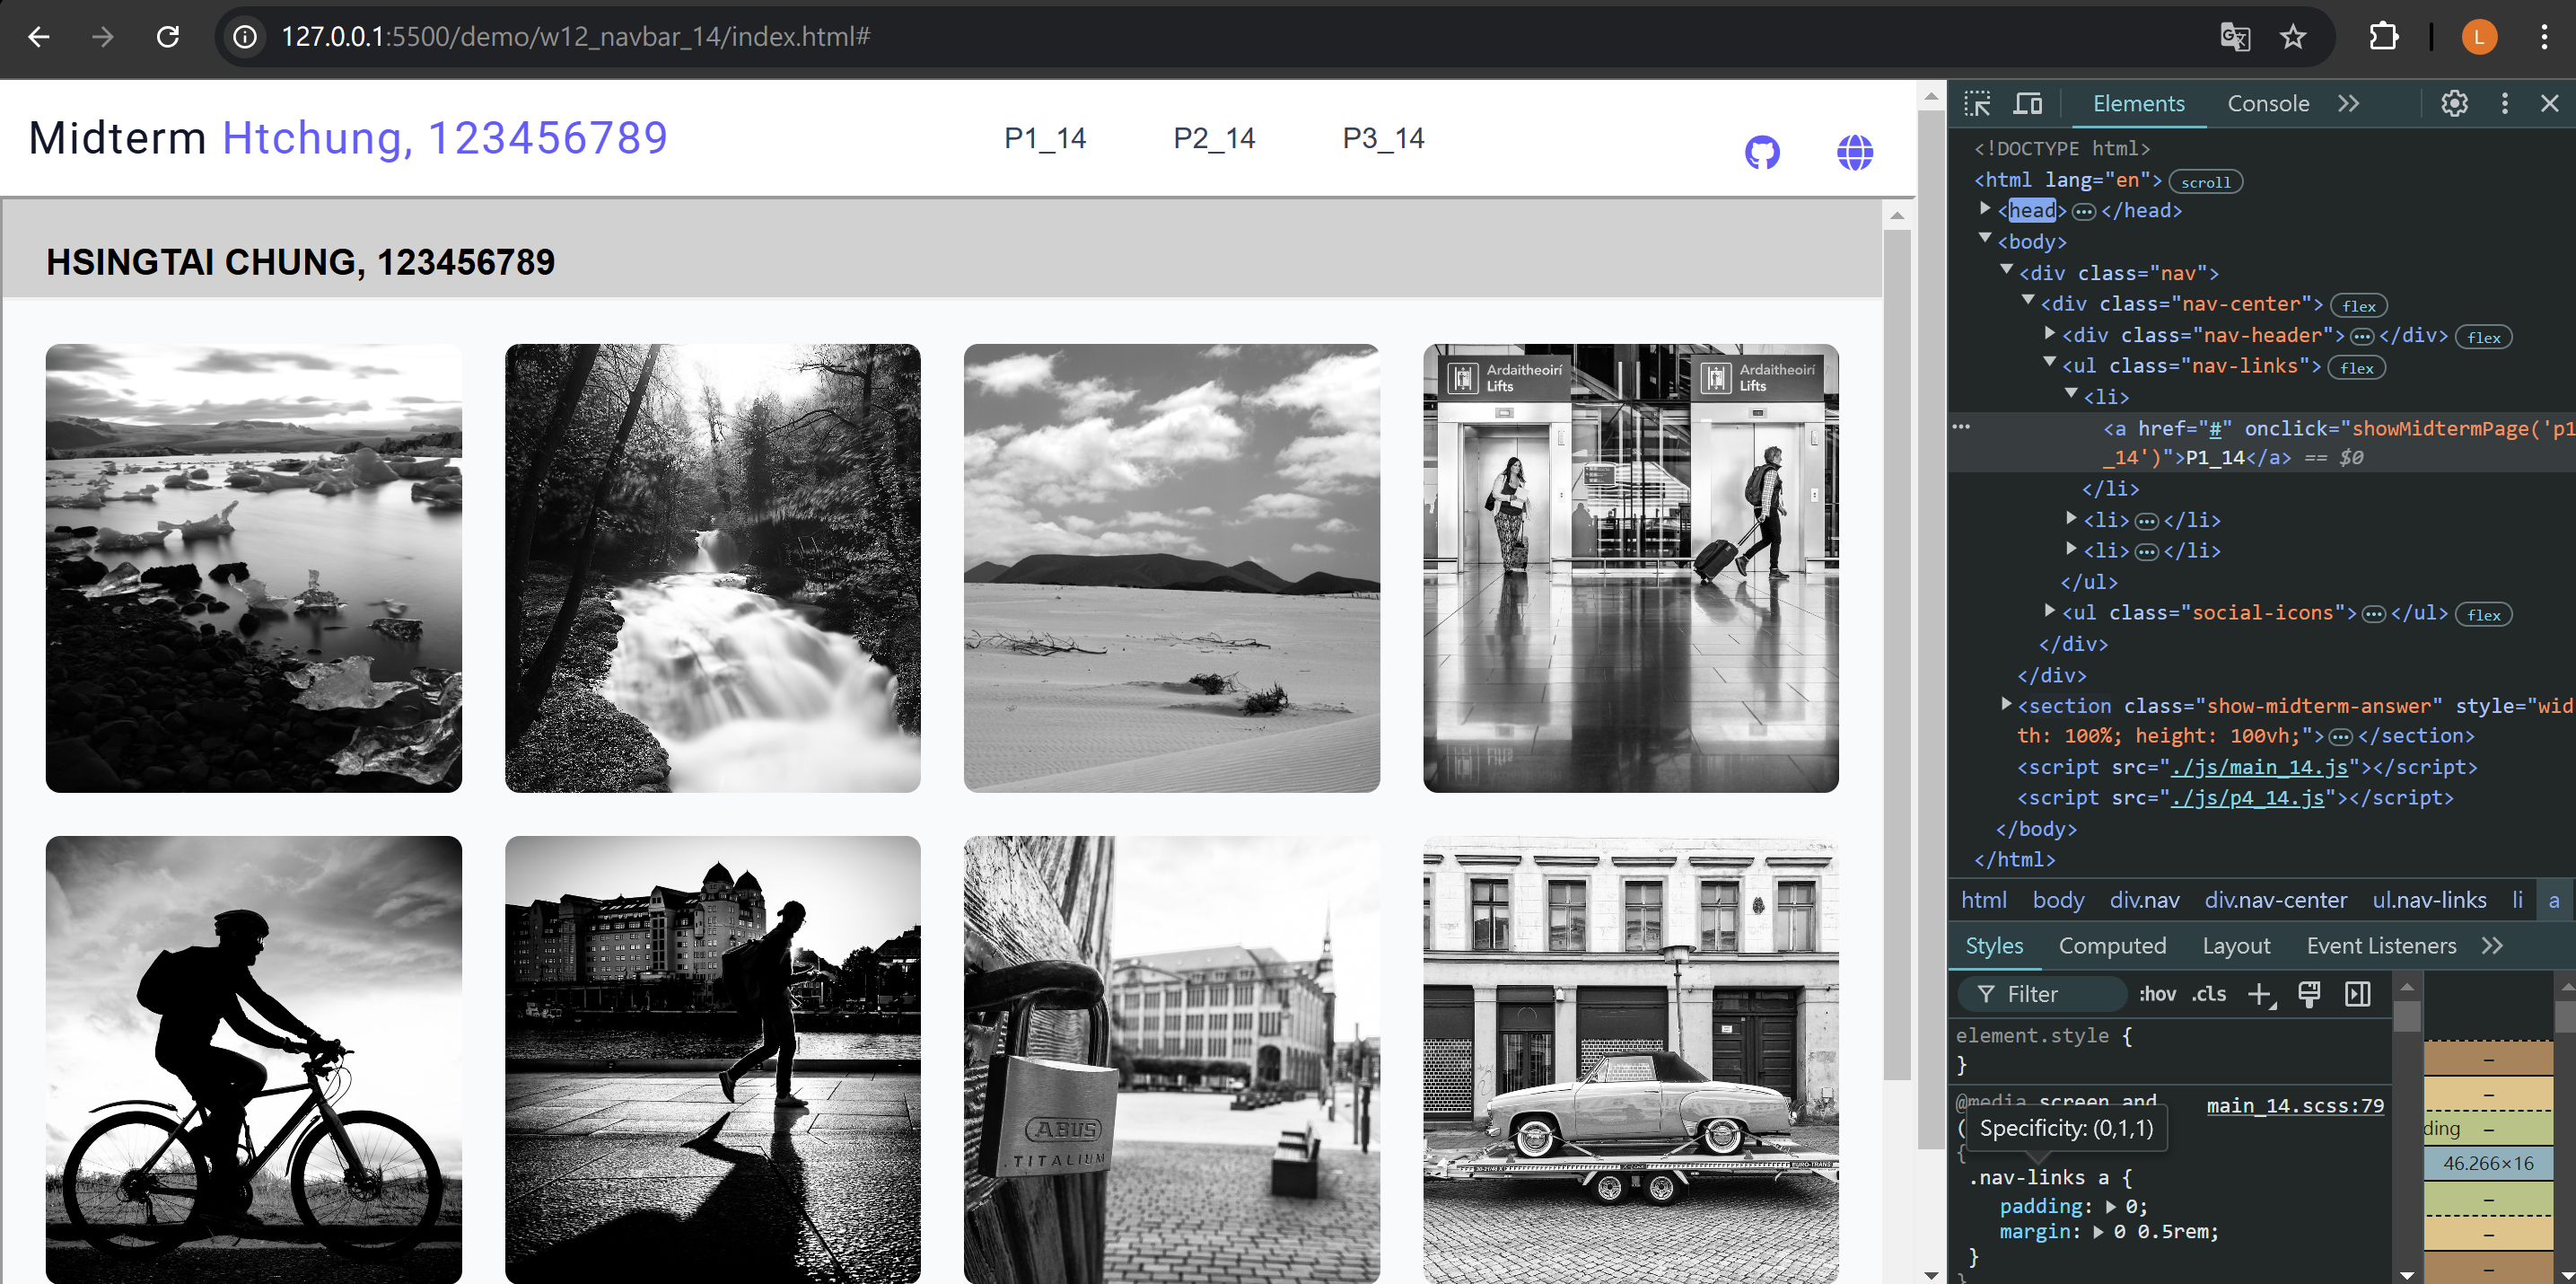 127.0.0.1:5500/demo/w12_navbar_14/index.html#
L
Midterm Htchung, 123456789
P1_14
P2_14
P3_14
HSINGTAI CHUNG, 123456789
Ardaitheoirí
Lifts
Ardaitheoirí
Lifts
ABUS
TITALIUM
Elements
Console
<!DOCTYPE html>
<html lang="en"> scroll
<head> ... </head>
<body>
<div class="nav">
<div class="nav-center"> flex
<div class="nav-header"> ... </div> flex
<ul class="nav-links"> flex
<li>
<a href="#" onclick="showMidtermPage('p1
_14')">P1_14</a> == $0
</li>
<li> ... </li>
<li> ... </li>
</ul>
<ul class="social-icons"> ... </ul> flex
</div>
</div>
<section class="show-midterm-answer" style="wid
th: 100%; height: 100vh;"> ... </section>
<script src="./js/main_14.js"></script>
<script src="./js/p4_14.js"></script>
</body>
</html>
html body div.nav div.nav-center ul.nav-links li a
Styles Computed Layout Event Listeners
Filter :hov .cls
element.style {
}
@media screen and
main_14.scss:79
(
Specificity: (0,1,1)
{
.nav-links a {
padding: 0;
margin: 0 0.5rem;
}
}
–
–
ding –
46.266×16
–
–
–